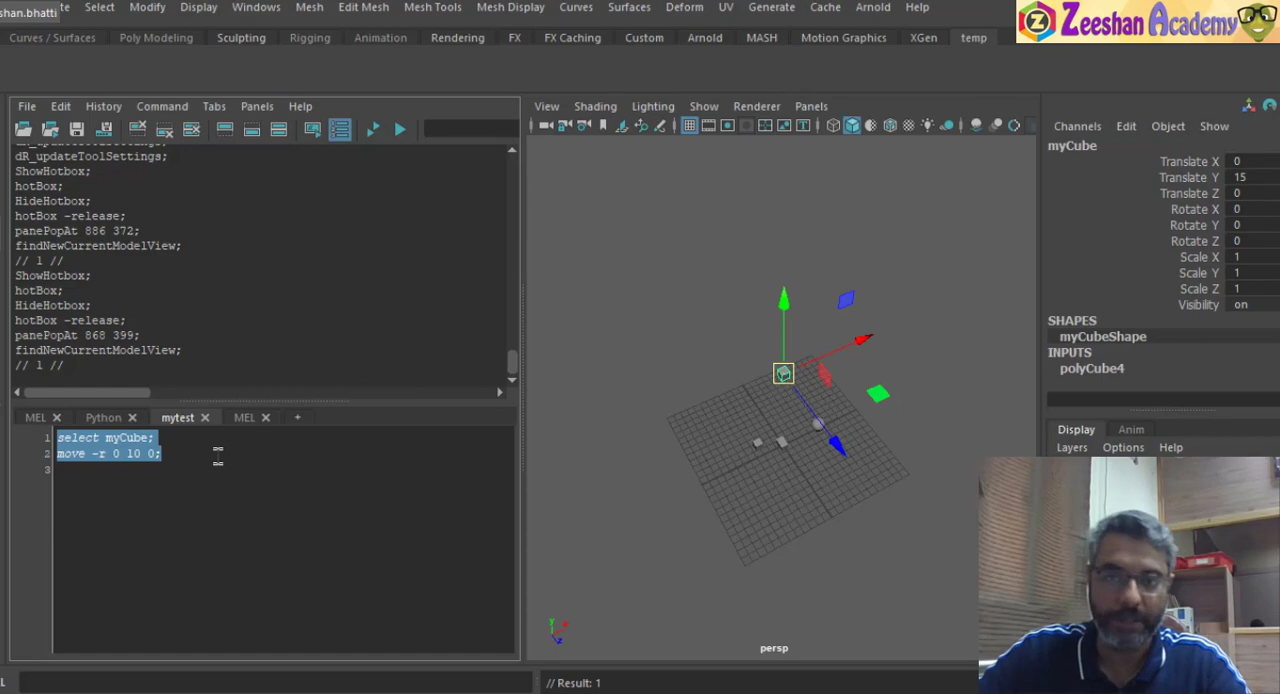 shan.bhatti
Select Modify Display Windows Mesh Edit Mesh Mesh Tools Mesh Display Curves Surfaces Deform UV Generate Cache Arnold Help
Zeeshan Academy
Curves / Surfaces Poly Modeling Sculpting Rigging Animation Rendering FX FX Caching Custom Arnold MASH Motion Graphics XGen temp
File Edit History Command Tabs Panels Help
View Shading Lighting Show Renderer Panels
Channels Edit Object Show
dR_updateToolSettings;
ShowHotbox;
hotBox;
HideHotbox;
hotBox -release;
panePopAt 886 372;
findNewCurrentModelView;
// 1 //
ShowHotbox;
hotBox;
HideHotbox;
hotBox -release;
panePopAt 868 399;
findNewCurrentModelView;
// 1 //
myCube
Translate X 0
Translate Y 15
Translate Z 0
Rotate X 0
Rotate Y 0
Rotate Z 0
Scale X 1
Scale Y 1
Scale Z 1
Visibility on
SHAPES
myCubeShape
INPUTS
polyCube4
MEL Python mytest MEL +
1 select myCube;
2 move -r 0 10 0;
3
Display Anim
Layers Options Help
y
x
z
persp
L
// Result: 1